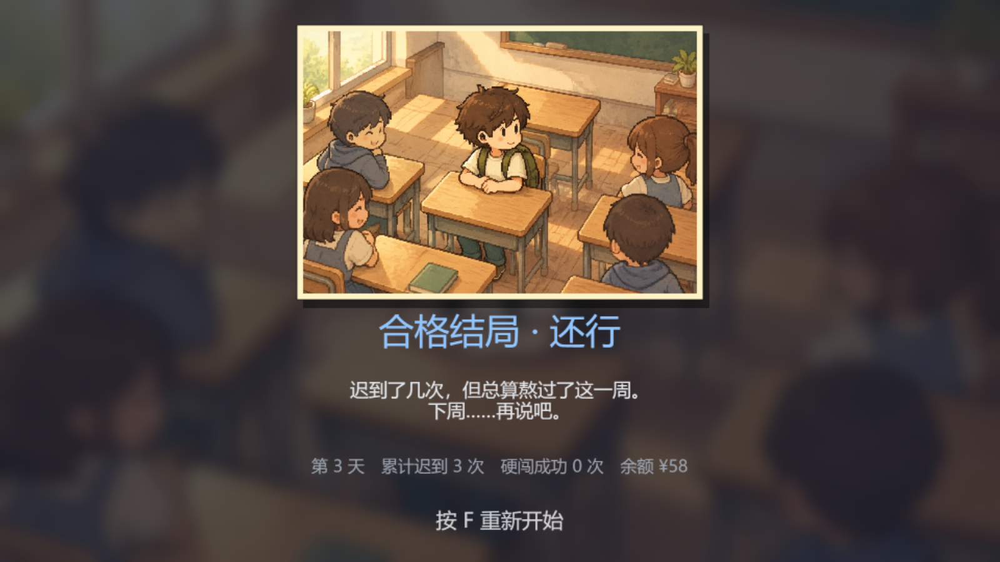 合格结局 · 还行
迟到了几次，但总算熬过了这一周。
下周……再说吧。
第 3 天 累计迟到 3 次 硬闯成功 0 次 余额 ¥58
按 F 重新开始